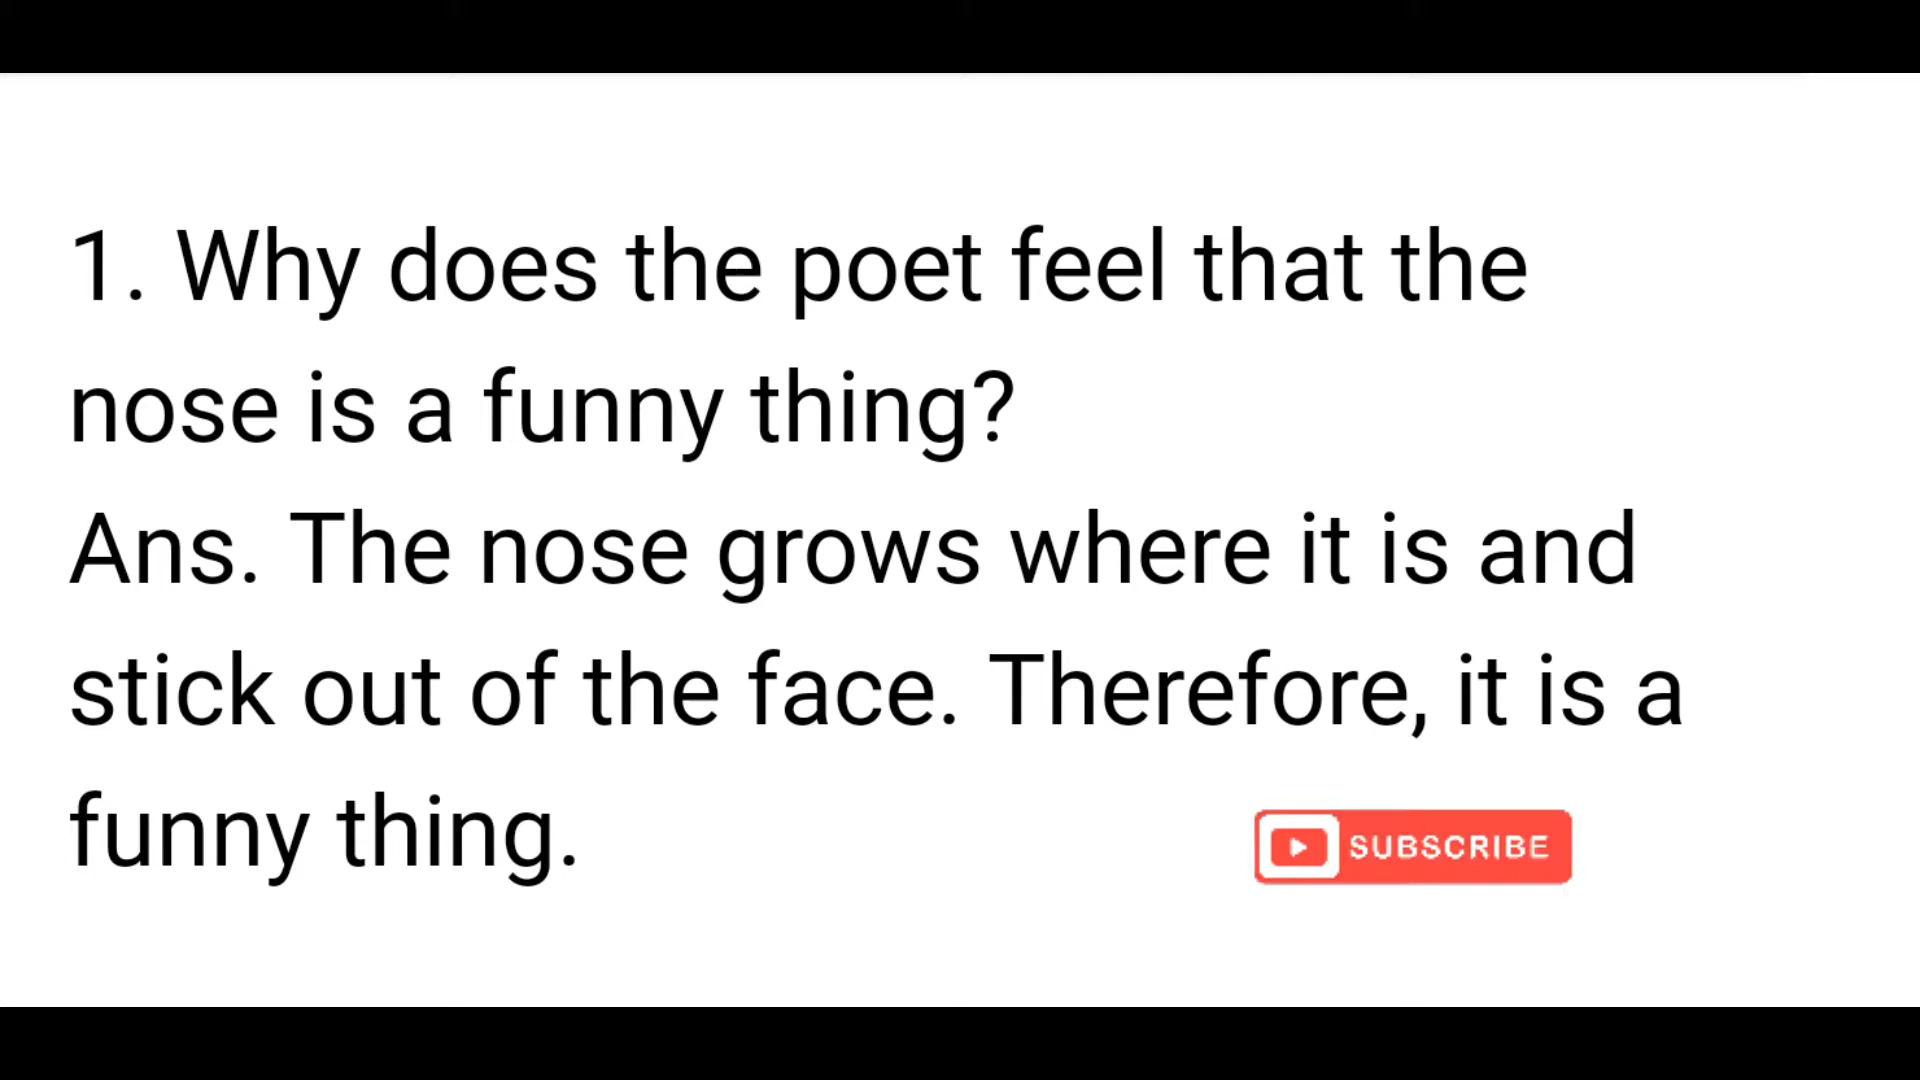 1. Why does the poet feel that the
nose is a funny thing?
Ans. The nose grows where it is and
stick out of the face. Therefore, it is a
funny thing.
SUBSCRIBE